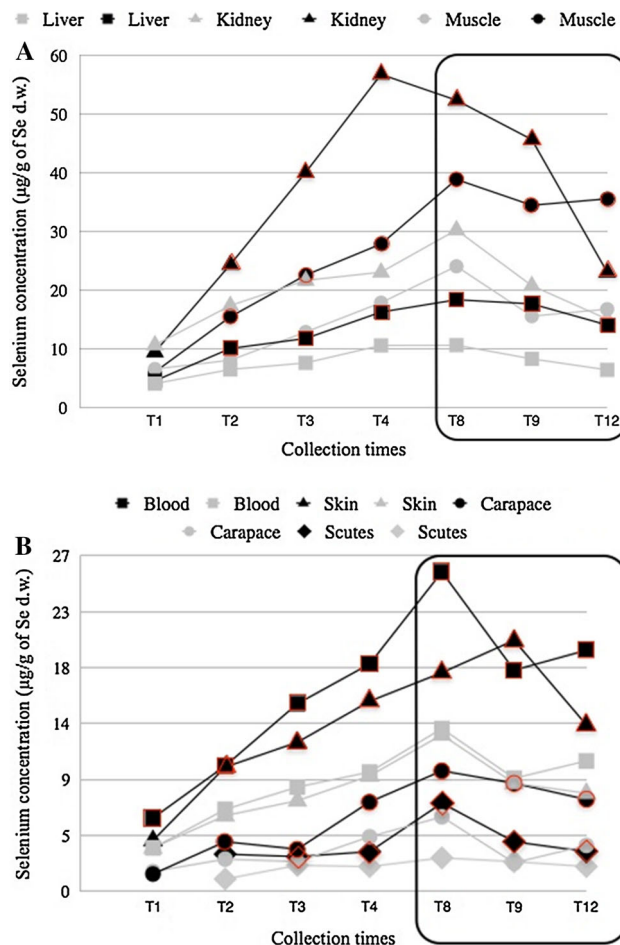 Liver Liver Kidney Kidney Muscle Muscle
A
Selenium concentration (µg/g of Se d.w.)
60
50
40
30
20
10
0
T1 T2 T3 T4 T8 T9 T12
Collection times
Blood Blood Skin Skin Carapace
Carapace Scutes Scutes
B
Selenium concentration (µg/g of Se d.w.)
27
23
18
14
9
5
0
T1 T2 T3 T4 T8 T9 T12
Collection times